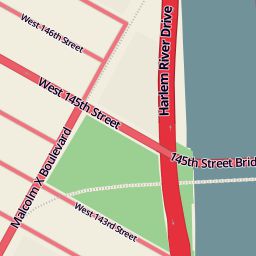 West 146th Street
Harlem River Drive
West 145th Street
145th Street Brid
Malcolm X Boulevard
West 143rd Street